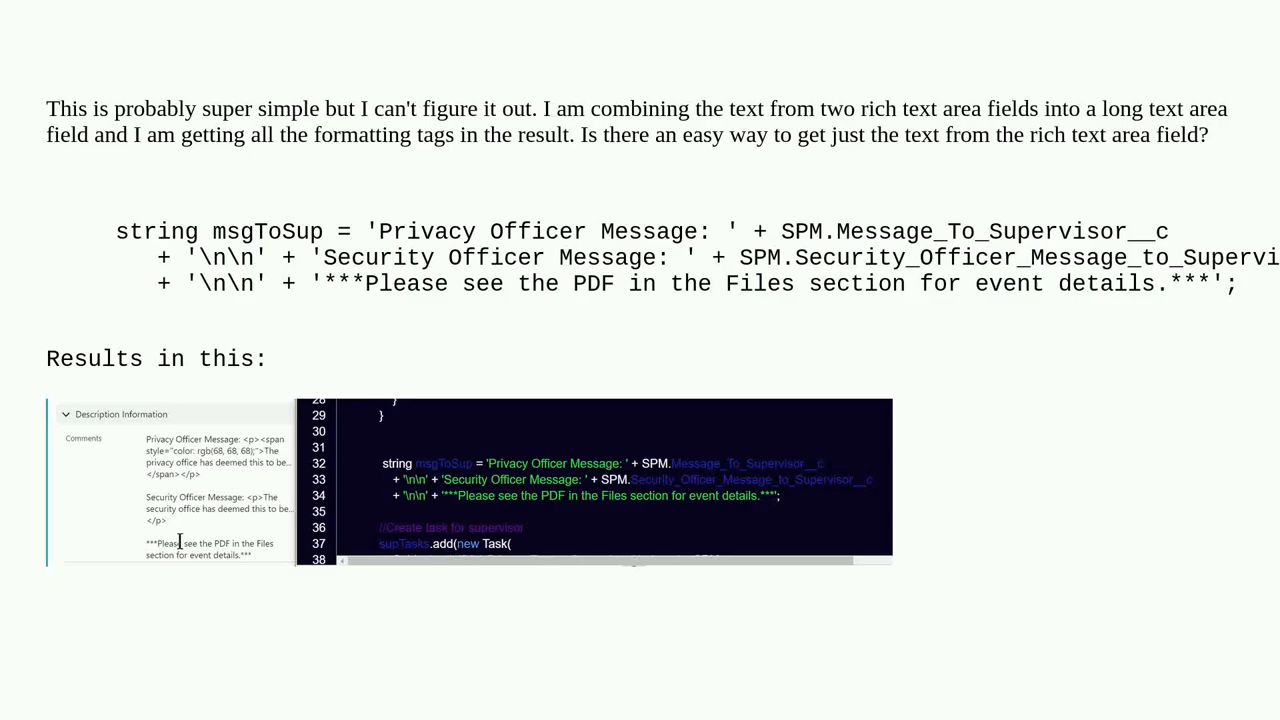 This is probably super simple but I can't figure it out. I am combining the text from two rich text area fields into a long text area
field and I am getting all the formatting tags in the result. Is there an easy way to get just the text from the rich text area field?
string msgToSup = 'Privacy Officer Message: ' + SPM.Message_To_Supervisor__c
+ '\n\n' + 'Security Officer Message: ' + SPM.Security_Officer_Message_to_Supervi
+ '\n\n' + '***Please see the PDF in the Files section for event details.***';
Results in this:
Description Information
Comments
Privacy Officer Message: <p><span
style="color: rgb(68, 68, 68);">The
privacy office has deemed this to be...
</span></p>
Security Officer Message: <p>The
security office has deemed this to be...
</p>
***Please see the PDF in the Files
section for event details.***
28 }
29 }
30
31
32 string msgToSup = 'Privacy Officer Message: ' + SPM.Message_To_Supervisor__c
33 + '\n\n' + 'Security Officer Message: ' + SPM.Security_Officer_Message_to_Supervisor__c
34 + '\n\n' + '***Please see the PDF in the Files section for event details.***';
35
36 //Create task for supervisor
37 supTasks.add(new Task(
38